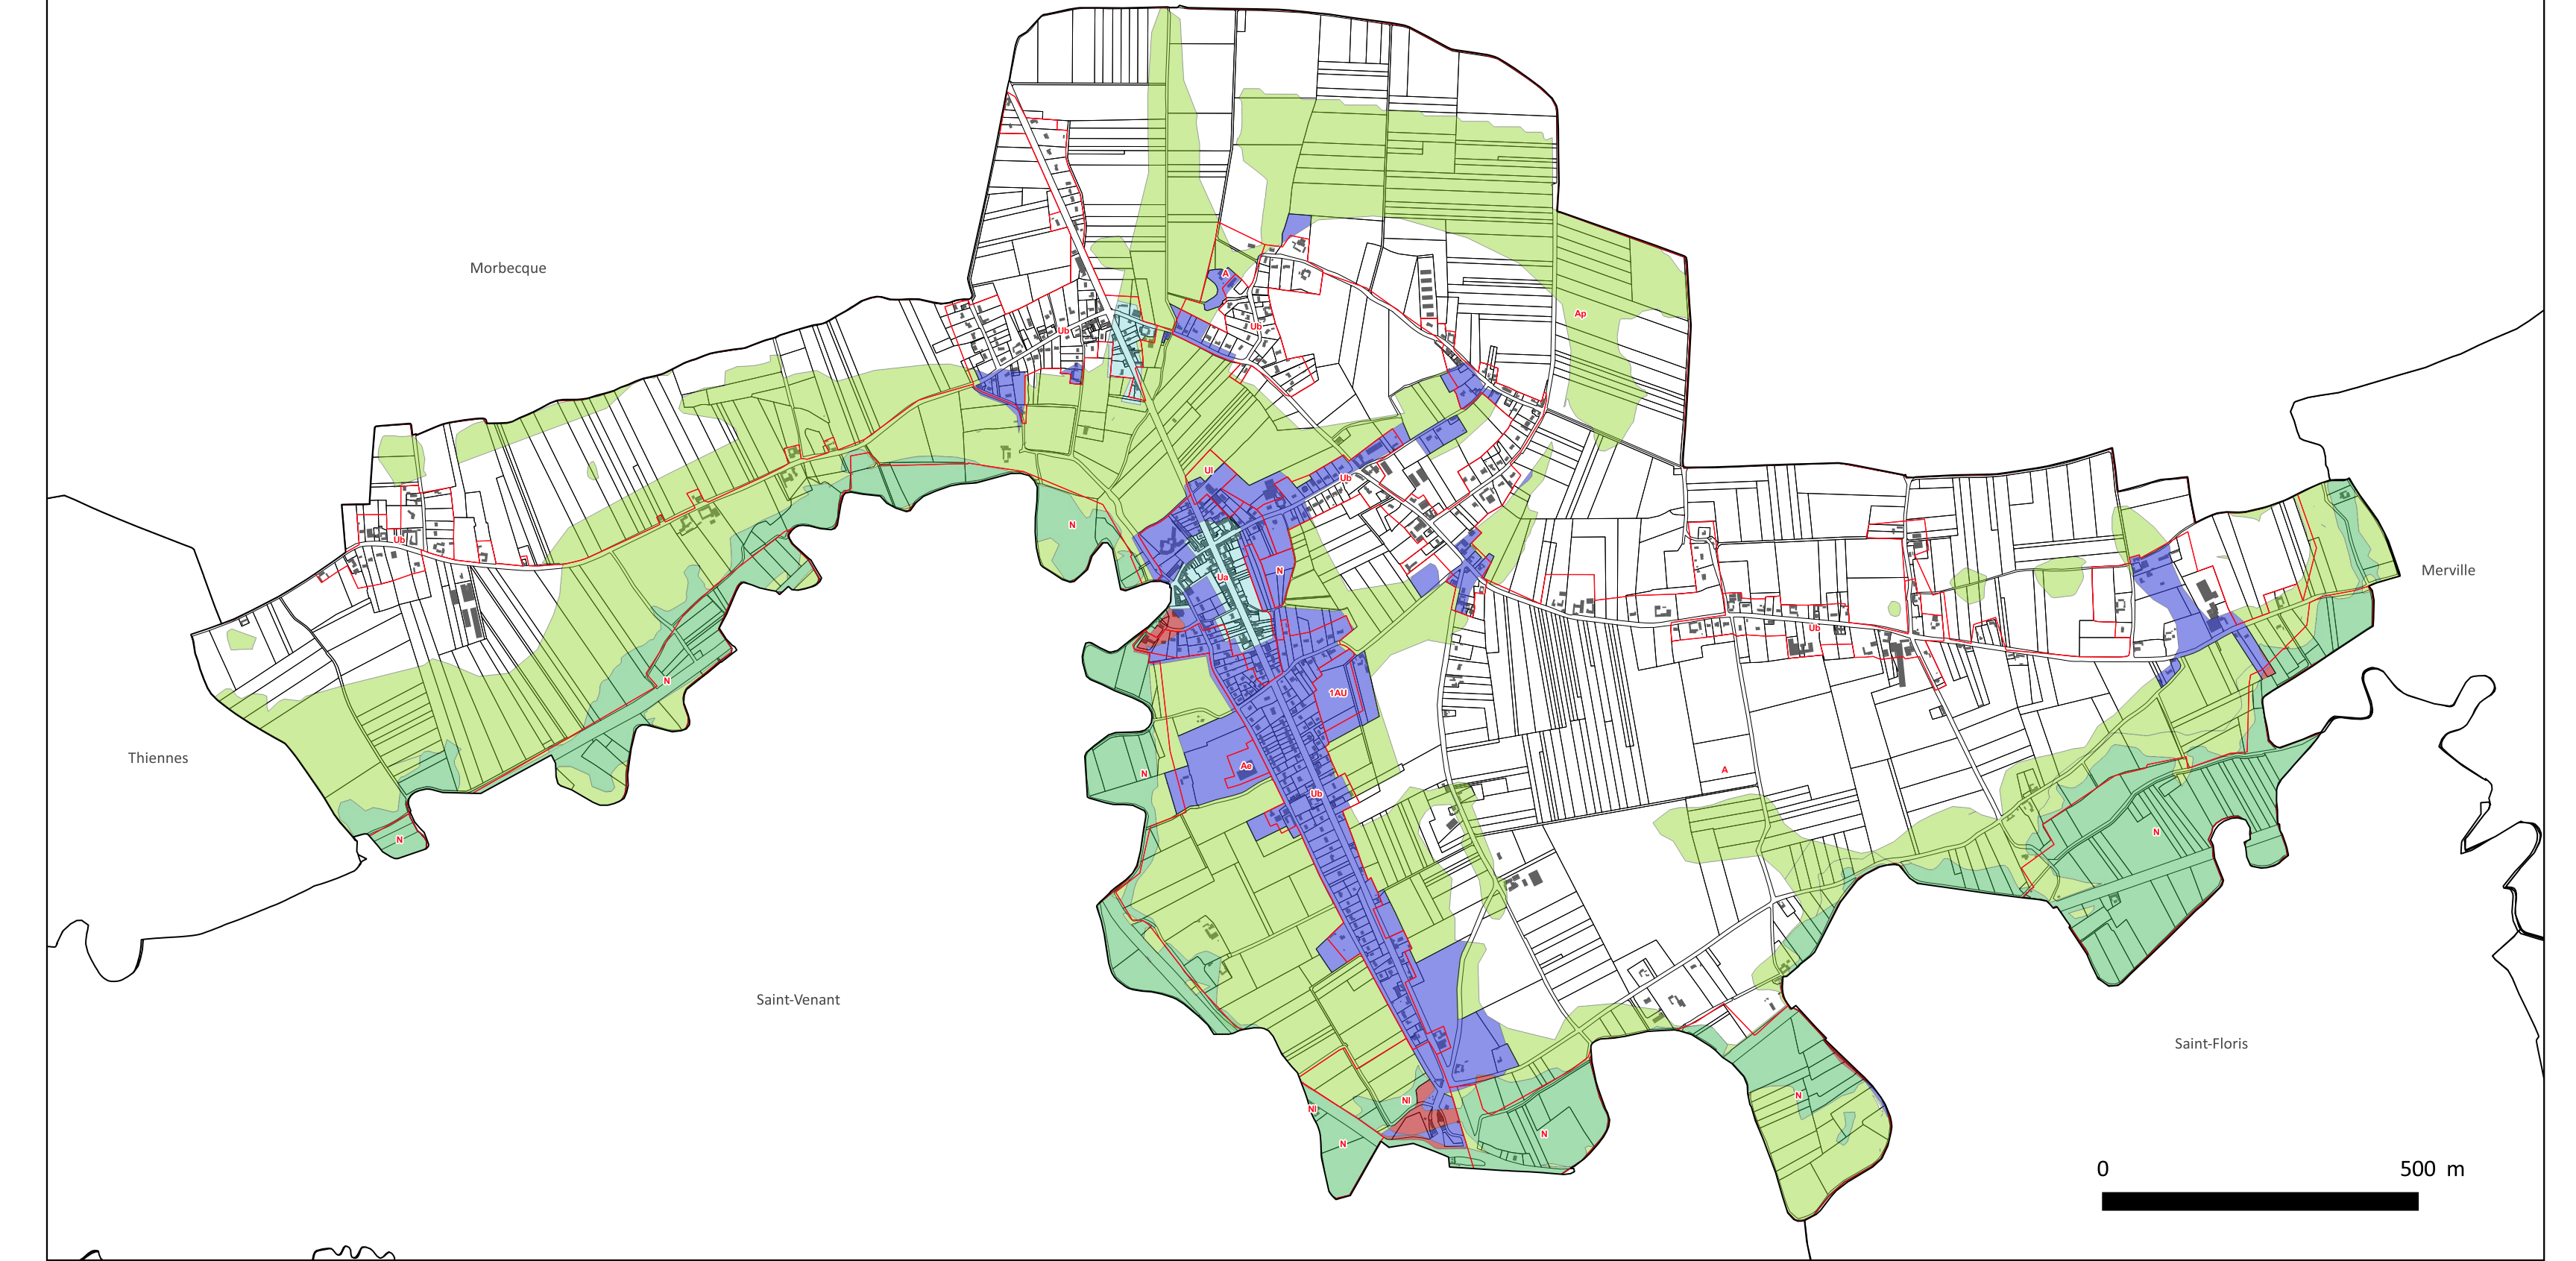 Morbecque
A
Ap
Ub
Ub
Ul
Ub
N
Ub
N
Ua
Merville
Ub
N
1AU
Thiennes
Ae
N
A
Ub
N
N
Saint-Venant
Saint-Floris
Nl
Nl
N
N
N
0 500 m